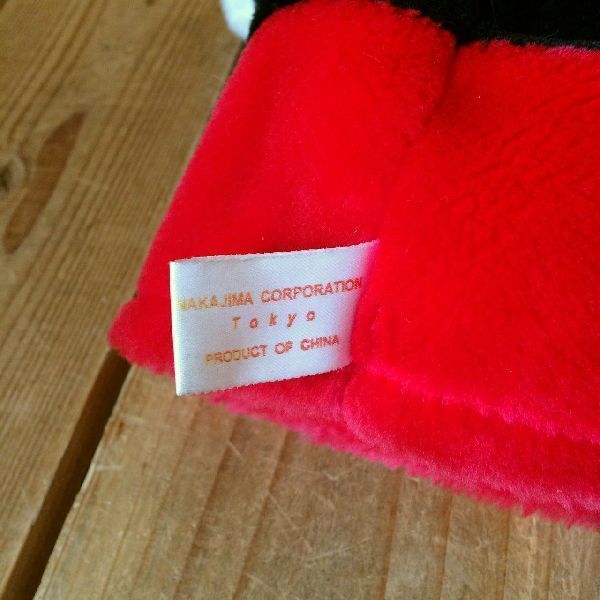 NAKAJIMA CORPORATION
Tokyo
PRODUCT OF CHINA